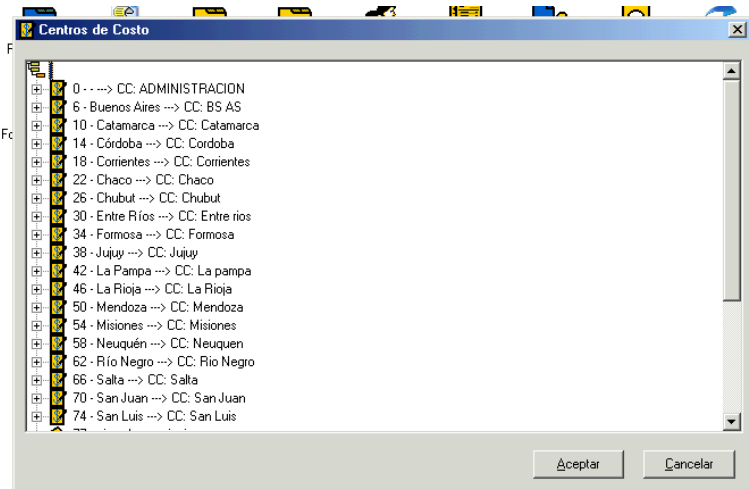 Centros de Costo
F
Fo
0 - - ---> CC: ADMINISTRACION
6 - Buenos Aires ---> CC: BS AS
10 - Catamarca ---> CC: Catamarca
14 - Córdoba ---> CC: Cordoba
18 - Corrientes ---> CC: Corrientes
22 - Chaco ---> CC: Chaco
26 - Chubut ---> CC: Chubut
30 - Entre Ríos ---> CC: Entre rios
34 - Formosa ---> CC: Formosa
38 - Jujuy ---> CC: Jujuy
42 - La Pampa ---> CC: La pampa
46 - La Rioja ---> CC: La Rioja
50 - Mendoza ---> CC: Mendoza
54 - Misiones ---> CC: Misiones
58 - Neuquén ---> CC: Neuquen
62 - Río Negro ---> CC: Rio Negro
66 - Salta ---> CC: Salta
70 - San Juan ---> CC: San Juan
74 - San Luis ---> CC: San Luis
Aceptar
Cancelar